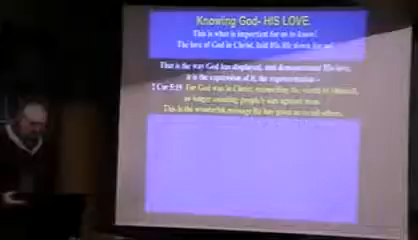 Knowing God- HIS LOVE.
This is what is important for us to know!
The love of God in Christ, laid His life down for us!
That is the way God has displayed, and demonstrated His love,
it is the expression of it, the representation -
2 Cor 5:19 For God was in Christ, reconciling the world to Himself,
no longer counting people's sins against them.
This is the wonderful message He has given us to tell others.